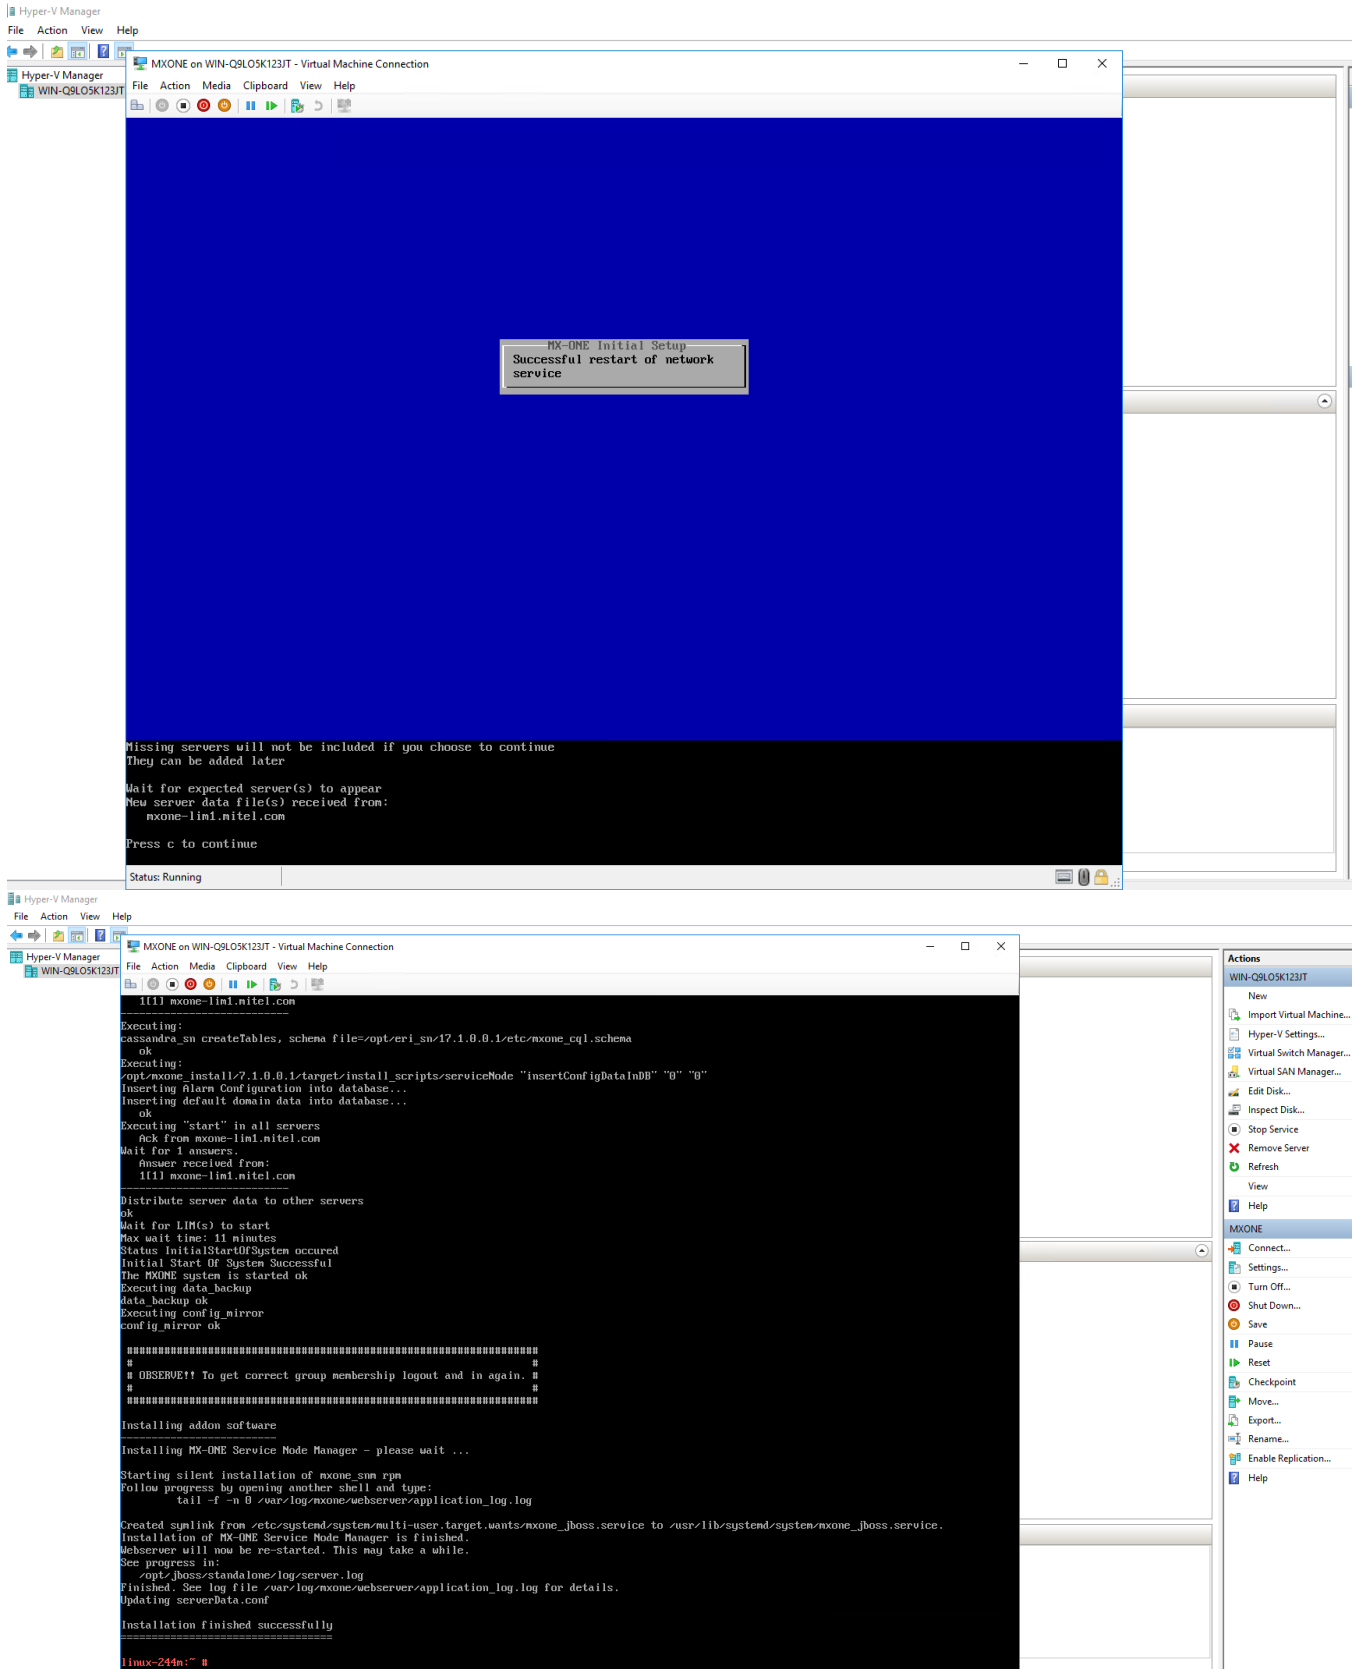 Hyper-V Manager
File Action View Help
Hyper-V Manager
WIN-Q9LO5K123JT
MXONE on WIN-Q9LO5K123JT - Virtual Machine Connection
File Action Media Clipboard View Help
MX-ONE Initial Setup
Successful restart of network
service
Missing servers will not be included if you choose to continue
They can be added later
Wait for expected server(s) to appear
New server data file(s) received from:
mxone-lim1.mitel.com
Press c to continue
Status: Running
Hyper-V Manager
File Action View Help
Hyper-V Manager
WIN-Q9LO5K123JT
MXONE on WIN-Q9LO5K123JT - Virtual Machine Connection
File Action Media Clipboard View Help
1[1] mxone-lim1.mitel.com
---------------------------
Executing:
cassandra_sn createTables, schema file=/opt/eri_sn/17.1.0.0.1/etc/mxone_cql.schema
ok
Executing:
/opt/mxone_install/7.1.0.0.1/target/install_scripts/serviceNode "insertConfigDataInDB" "0" "0"
Inserting Alarm Configuration into database...
Inserting default domain data into database...
ok
Executing "start" in all servers
Ack from mxone-lim1.mitel.com
Wait for 1 answers.
Answer received from:
1[1] mxone-lim1.mitel.com
---------------------------
Distribute server data to other servers
ok
Wait for LIM(s) to start
Max wait time: 11 minutes
Status InitialStartOfSystem occured
Initial Start Of System Successful
The MXONE system is started ok
Executing data_backup
data_backup ok
Executing config_mirror
config_mirror ok
##################################################################
# #
# OBSERVE!! To get correct group membership logout and in again. #
# #
##################################################################
Installing addon software
-------------------------
Installing MX-ONE Service Node Manager - please wait ...
Starting silent installation of mxone_snm rpm
Follow progress by opening another shell and type:
tail -f -n 0 /var/log/mxone/webserver/application_log.log
Created symlink from /etc/systemd/system/multi-user.target.wants/mxone_jboss.service to /usr/lib/systemd/system/mxone_jboss.service.
Installation of MX-ONE Service Node Manager is finished.
Webserver will now be re-started. This may take a while.
See progress in:
/opt/jboss/standalone/log/server.log
Finished. See log file /var/log/mxone/webserver/application_log.log for details.
Updating serverData.conf
Installation finished successfully
==================================
linux-244m:~ #
Actions
WIN-Q9LO5K123JT
New
Import Virtual Machine...
Hyper-V Settings...
Virtual Switch Manager...
Virtual SAN Manager...
Edit Disk...
Inspect Disk...
Stop Service
Remove Server
Refresh
View
Help
MXONE
Connect...
Settings...
Turn Off...
Shut Down...
Save
Pause
Reset
Checkpoint
Move...
Export...
Rename...
Enable Replication...
Help